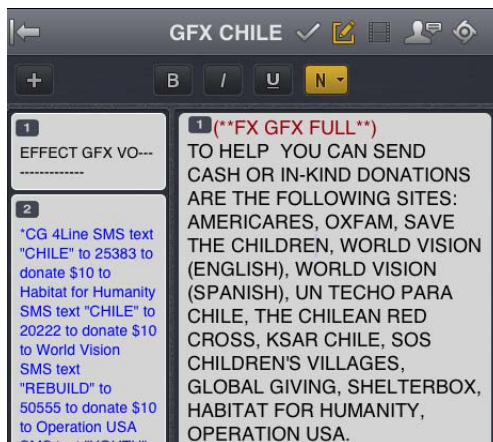 GFX CHILE
+ B I U N
1
EFFECT GFX VO---
-------------
2
*CG 4Line SMS text
"CHILE" to 25383 to
donate $10 to
Habitat for Humanity
SMS text "CHILE" to
20222 to donate $10
to World Vision
SMS text
"REBUILD" to
50555 to donate $10
to Operation USA
1 (**FX GFX FULL**)
TO HELP YOU CAN SEND
CASH OR IN-KIND DONATIONS
ARE THE FOLLOWING SITES:
AMERICARES, OXFAM, SAVE
THE CHILDREN, WORLD VISION
(ENGLISH), WORLD VISION
(SPANISH), UN TECHO PARA
CHILE, THE CHILEAN RED
CROSS, KSAR CHILE, SOS
CHILDREN'S VILLAGES,
GLOBAL GIVING, SHELTERBOX,
HABITAT FOR HUMANITY,
OPERATION USA.